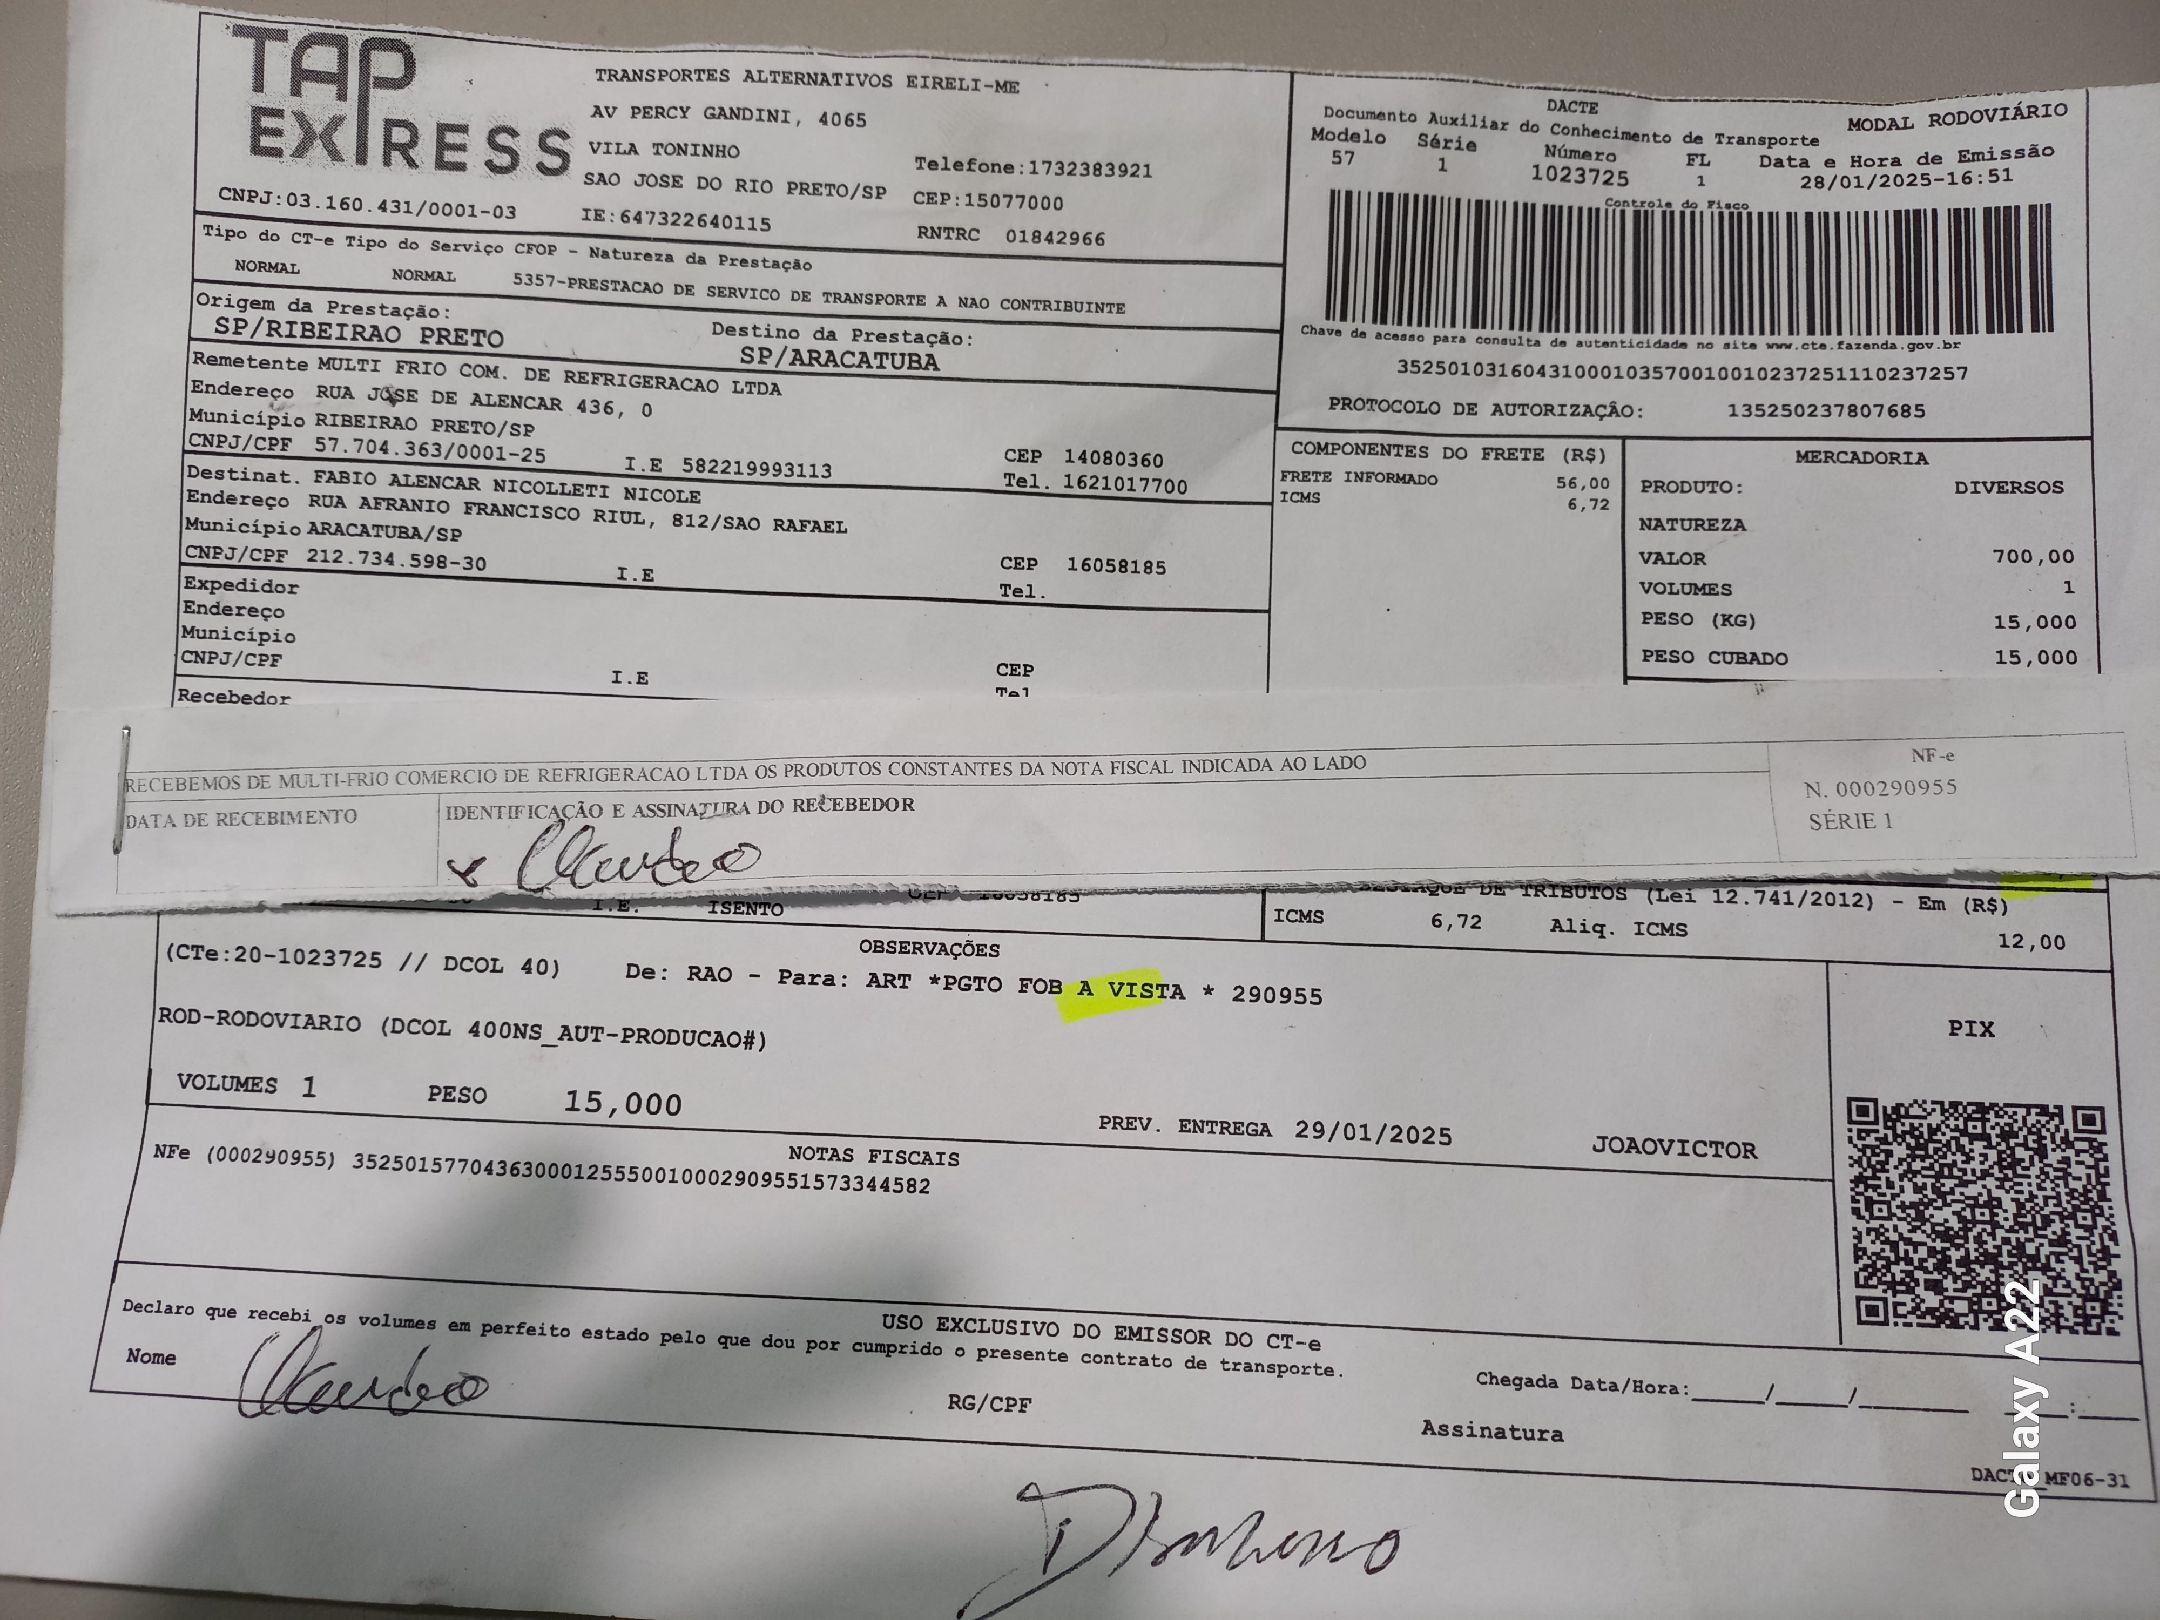 TAP EXPRESS
TRANSPORTES ALTERNATIVOS EIRELI-ME
AV PERCY GANDINI, 4065
VILA TONINHO
Telefone:1732383921
SAO JOSE DO RIO PRETO/SP CEP:15077000
CNPJ:03.160.431/0001-03 IE:647322640115 RNTRC 01842966
DACTE MODAL RODOVIÁRIO
Documento Auxiliar do Conhecimento de Transporte
Modelo Série Número FL Data e Hora de Emissão
57 1 1023725 1 28/01/2025-16:51
Controle do Fisco
Chave de acesso para consulta de autenticidade no site www.cte.fazenda.gov.br
35250103160431000103570010010237251110237257
PROTOCOLO DE AUTORIZAÇÃO: 135250237807685
Tipo do CT-e Tipo do Serviço CFOP - Natureza da Prestação
NORMAL NORMAL 5357-PRESTACAO DE SERVICO DE TRANSPORTE A NAO CONTRIBUINTE
Origem da Prestação: Destino da Prestação:
SP/RIBEIRAO PRETO SP/ARACATUBA
Remetente MULTI FRIO COM. DE REFRIGERACAO LTDA
Endereço RUA JOSE DE ALENCAR 436, 0
Município RIBEIRAO PRETO/SP CEP 14080360
CNPJ/CPF 57.704.363/0001-25 I.E 582219993113 Tel. 1621017700
Destinat. FABIO ALENCAR NICOLLETI NICOLE
Endereço RUA AFRANIO FRANCISCO RIUL, 812/SAO RAFAEL
Município ARACATUBA/SP CEP 16058185
CNPJ/CPF 212.734.598-30 I.E Tel.
Expedidor
Endereço
Município CEP
CNPJ/CPF I.E Tel
Recebedor
COMPONENTES DO FRETE (R$)
FRETE INFORMADO 56,00
ICMS 6,72
MERCADORIA
PRODUTO: DIVERSOS
NATUREZA
VALOR 700,00
VOLUMES 1
PESO (KG) 15,000
PESO CUBADO 15,000
RECEBEMOS DE MULTI-FRIO COMERCIO DE REFRIGERACAO LTDA OS PRODUTOS CONSTANTES DA NOTA FISCAL INDICADA AO LADO
DATA DE RECEBIMENTO IDENTIFICAÇÃO E ASSINATURA DO RECEBEDOR
NF-e
N. 000290955
SÉRIE 1
I.E. ISENTO CEP 16058185
DE TRIBUTOS (Lei 12.741/2012) - Em (R$)
ICMS 6,72 Aliq. ICMS 12,00
OBSERVAÇÕES
(CTe:20-1023725 // DCOL 40) De: RAO - Para: ART *PGTO FOB A VISTA * 290955
ROD-RODOVIARIO (DCOL 400NS_AUT-PRODUCAO#)
VOLUMES 1 PESO 15,000 PREV. ENTREGA 29/01/2025 JOAOVICTOR
PIX
NOTAS FISCAIS
NFe (000290955) 35250157704363000125550010002909551573344582
USO EXCLUSIVO DO EMISSOR DO CT-e
Declaro que recebi os volumes em perfeito estado pelo que dou por cumprido o presente contrato de transporte.
Nome RG/CPF Chegada Data/Hora:_____/_____/_________ ____:____
Assinatura
MF06-31
Galaxy A22